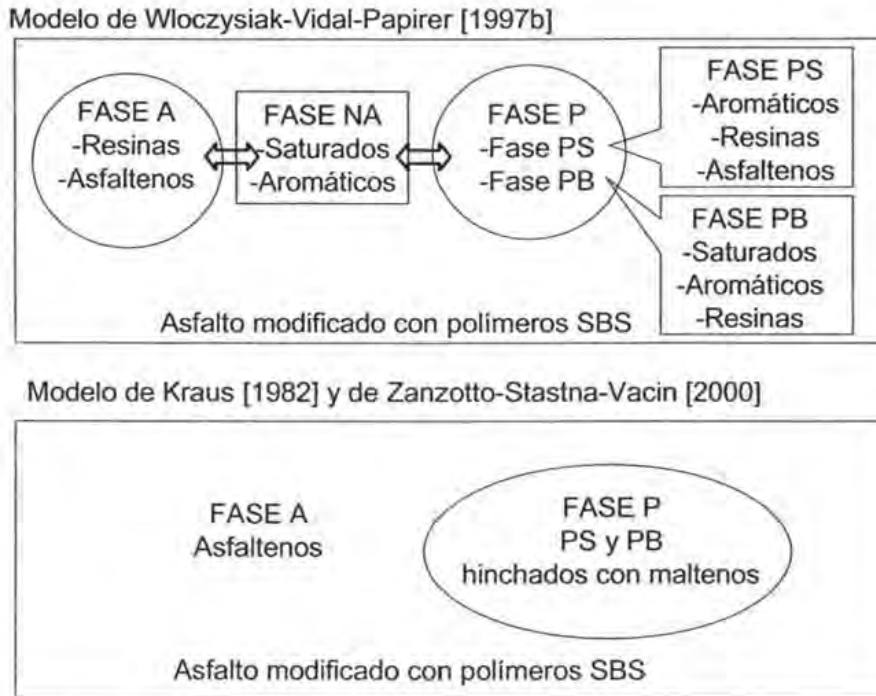 Modelo de Wloczysiak-Vidal-Papirer [1997b]
FASE A
-Resinas
-Asfaltenos
FASE NA
-Saturados
-Aromáticos
FASE P
-Fase PS
-Fase PB
FASE PS
-Aromáticos
-Resinas
-Asfaltenos
FASE PB
-Saturados
-Aromáticos
-Resinas
Asfalto modificado con polímeros SBS
Modelo de Kraus [1982] y de Zanzotto-Stastna-Vacin [2000]
FASE A
Asfaltenos
FASE P
PS y PB
hinchados con maltenos
Asfalto modificado con polímeros SBS